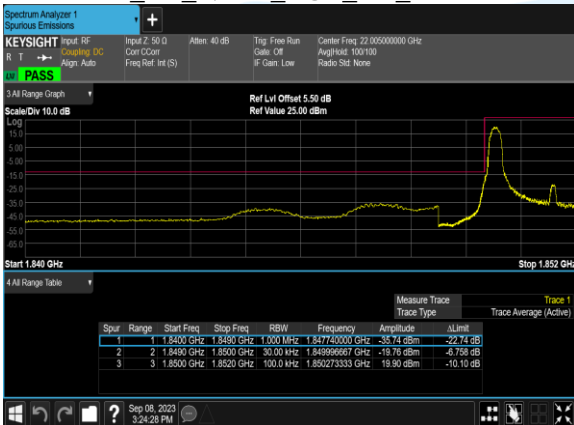 Spectrum Analyzer 1
Spurious Emissions
+
KEYSIGHT Input: RF Input Z: 50 Ω Atten: 40 dB Trig: Free Run Center Freq: 22.005000000 GHz
R T Coupling: DC Corr CCorr Gate: Off Avg|Hold: 100/100
Align: Auto Freq Ref: Int (S) IF Gain: Low Radio Std: None
LV PASS
3 All Range Graph
Ref Lvl Offset 5.50 dB
Scale/Div 10.0 dB Ref Value 25.00 dBm
Log
15.0
5.00
-5.00
-15.0
-25.0
-35.0
-45.0
-55.0
-65.0
Start 1.840 GHz Stop 1.852 GHz
4 All Range Table
Measure Trace Trace 1
Trace Type Trace Average (Active)
Spur Range Start Freq Stop Freq RBW Frequency Amplitude ΔLimit
1 1 1.8400 GHz 1.8490 GHz 1.000 MHz 1.847740000 GHz -35.74 dBm -22.74 dB
2 2 1.8490 GHz 1.8500 GHz 30.00 kHz 1.849996667 GHz -19.76 dBm -6.758 dB
3 3 1.8500 GHz 1.8520 GHz 100.0 kHz 1.850273333 GHz 19.90 dBm -10.10 dB
? Sep 08, 2023
3:24:28 PM